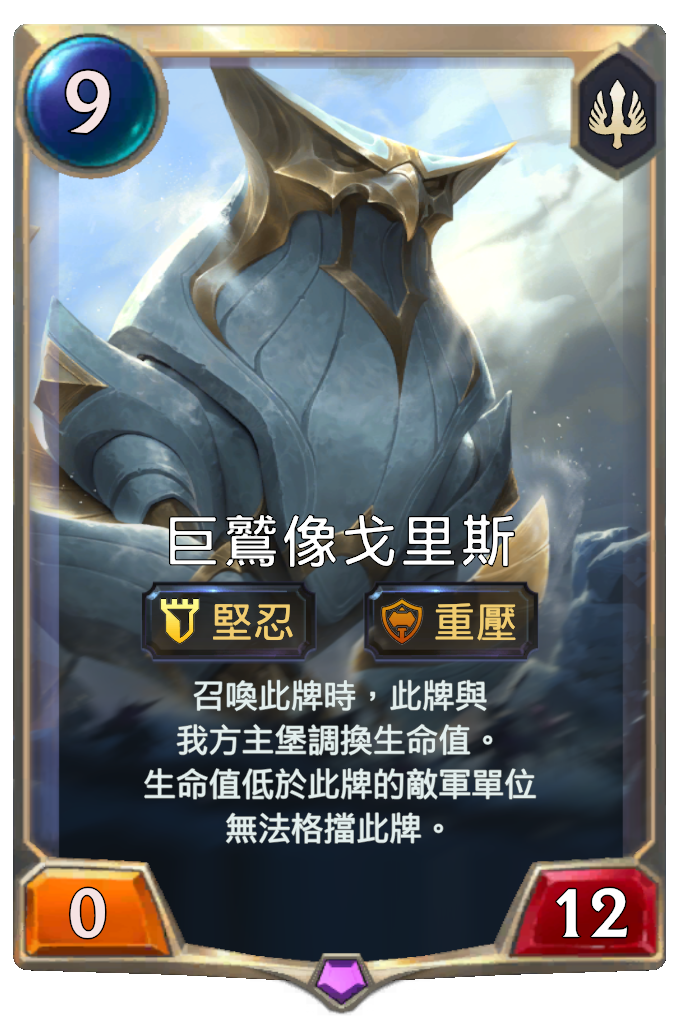 9
巨鷲像戈里斯
堅忍 重壓
召喚此牌時，此牌與
我方主堡調換生命值。
生命值低於此牌的敵軍單位
無法格擋此牌。
0 12